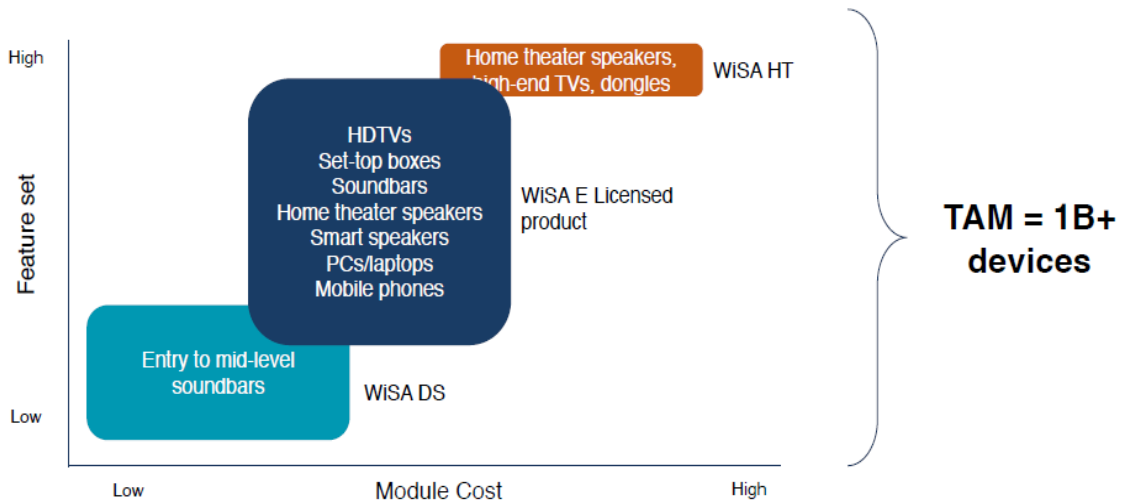 High
Feature set
Low
Home theater speakers,
high-end TVs, dongles
WiSA HT
HDTVs
Set-top boxes
Soundbars
Home theater speakers
Smart speakers
PCs/laptops
Mobile phones
WiSA E Licensed
product
Entry to mid-level
soundbars
WiSA DS
Low
Module Cost
High
TAM = 1B+
devices